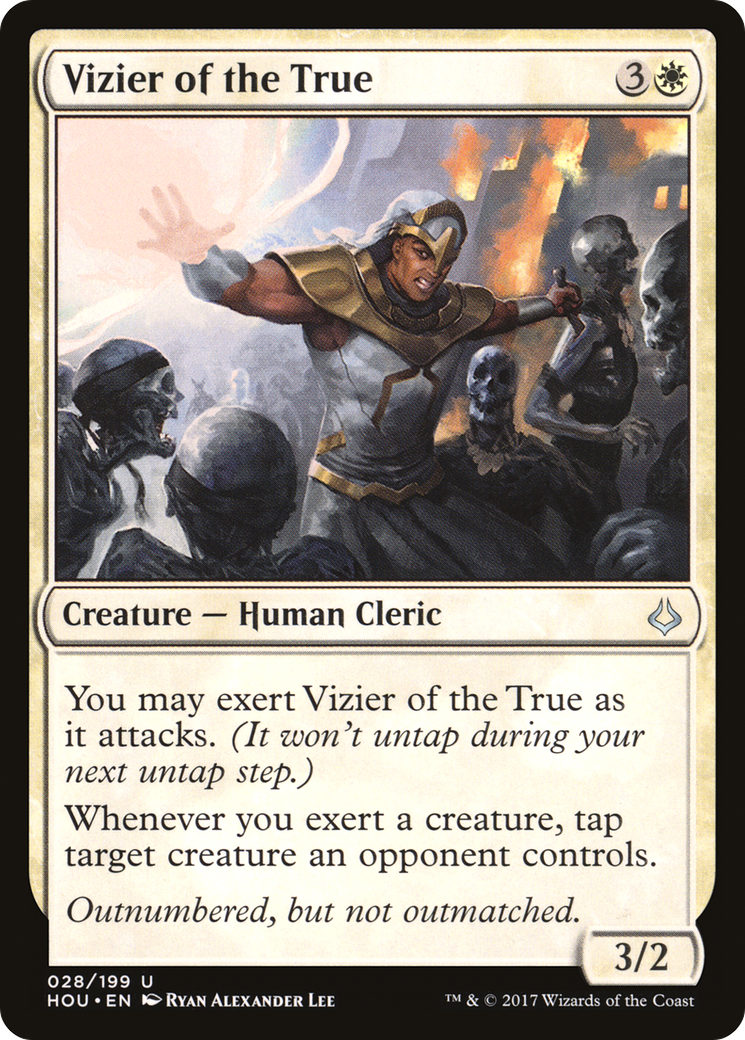 Vizier of the True 3
Creature — Human Cleric
You may exert Vizier of the True as
it attacks. (It won't untap during your
next untap step.)
Whenever you exert a creature, tap
target creature an opponent controls.
Outnumbered, but not outmatched.
3/2
028/199 U
HOU • EN Ryan Alexander Lee
™ & © 2017 Wizards of the Coast